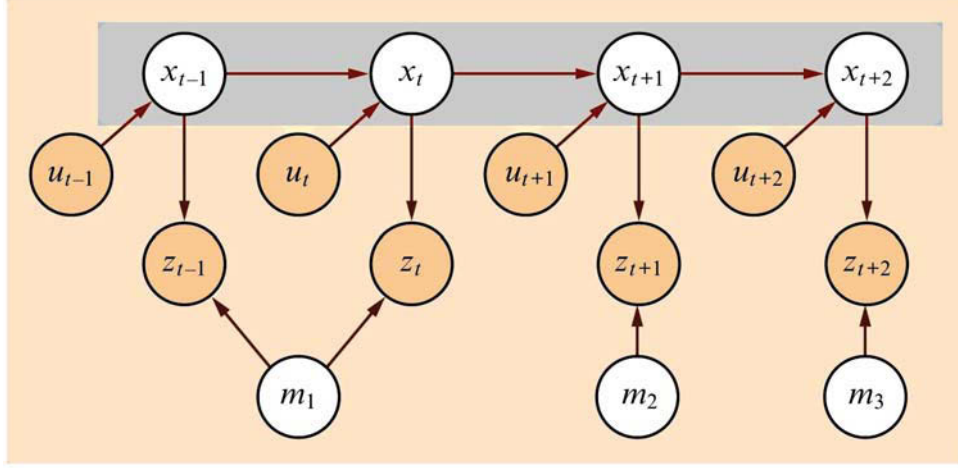 x_{t−1} x_t x_{t+1} x_{t+2}
u_{t−1} u_t u_{t+1} u_{t+2}
z_{t−1} z_t z_{t+1} z_{t+2}
m_1 m_2 m_3